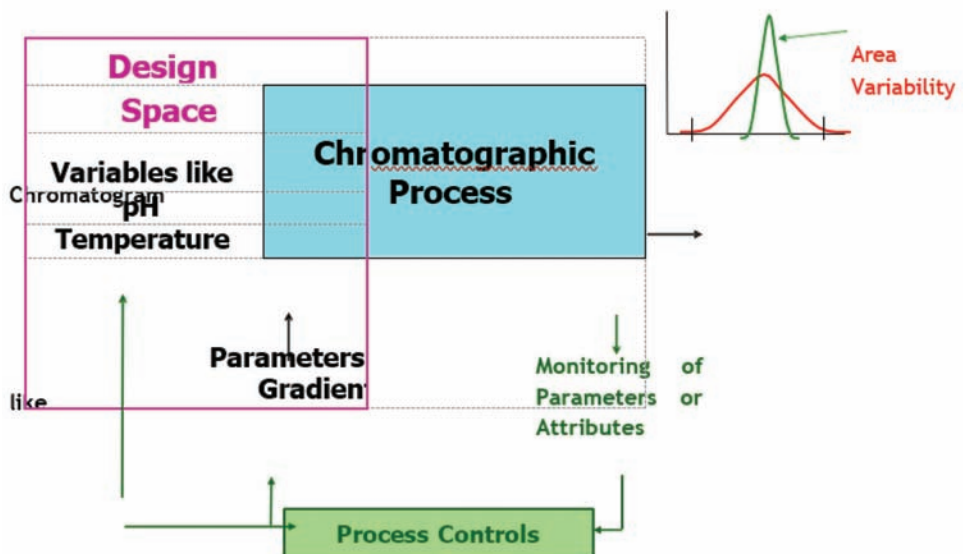 Design
Space
Variables like
Chromatogram
pH
Temperature
Chromatographic
Process
Area
Variability
Parameters
Gradient
like
Monitoring of
Parameters or
Attributes
Process Controls